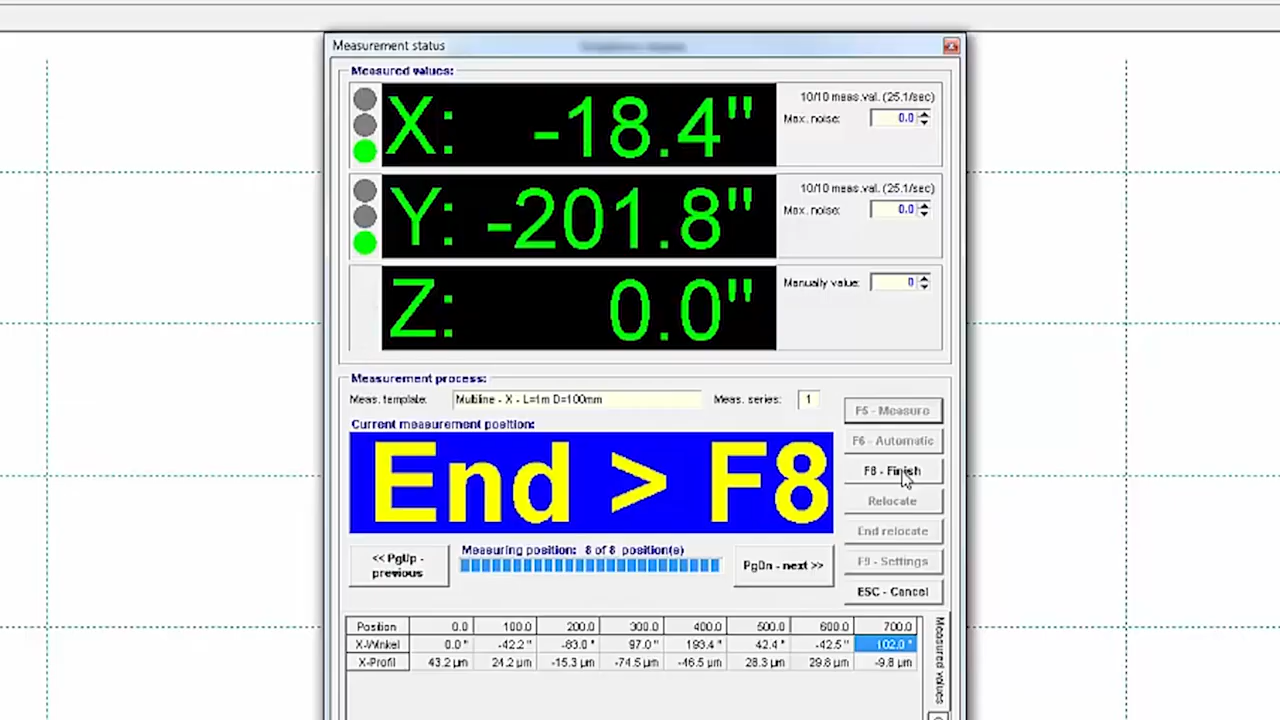 Measurement status
Measured values:
X: -18.4"
10/10 meas.val. (25.1/sec)
Max. noise: 0.0
Y: -201.8"
10/10 meas.val. (25.1/sec)
Max. noise: 0.0
Z: 0.0"
Manually value: 0
Measurement process:
Meas. template: Multiline - X - L=1m D=100mm Meas. series: 1
Current measurement position:
End > F8
F5 - Measure
F6 - Automatic
F8 - Finish
Relocate
End relocate
F9 - Settings
ESC - Cancel
<< PgUp -
previous
Measuring position: 8 of 8 position(s)
PgDn - next >>
Position 0.0 100.0 200.0 300.0 400.0 500.0 600.0 700.0
X-Winkel 0.0 " -42.2 " -83.0 " 97.0 " 193.4 " 42.4 " -42.5 " 102.0 "
X-Profil 43.2 µm 24.2 µm -15.3 µm -74.5 µm -46.5 µm 28.3 µm 29.8 µm -9.8 µm
Measured values